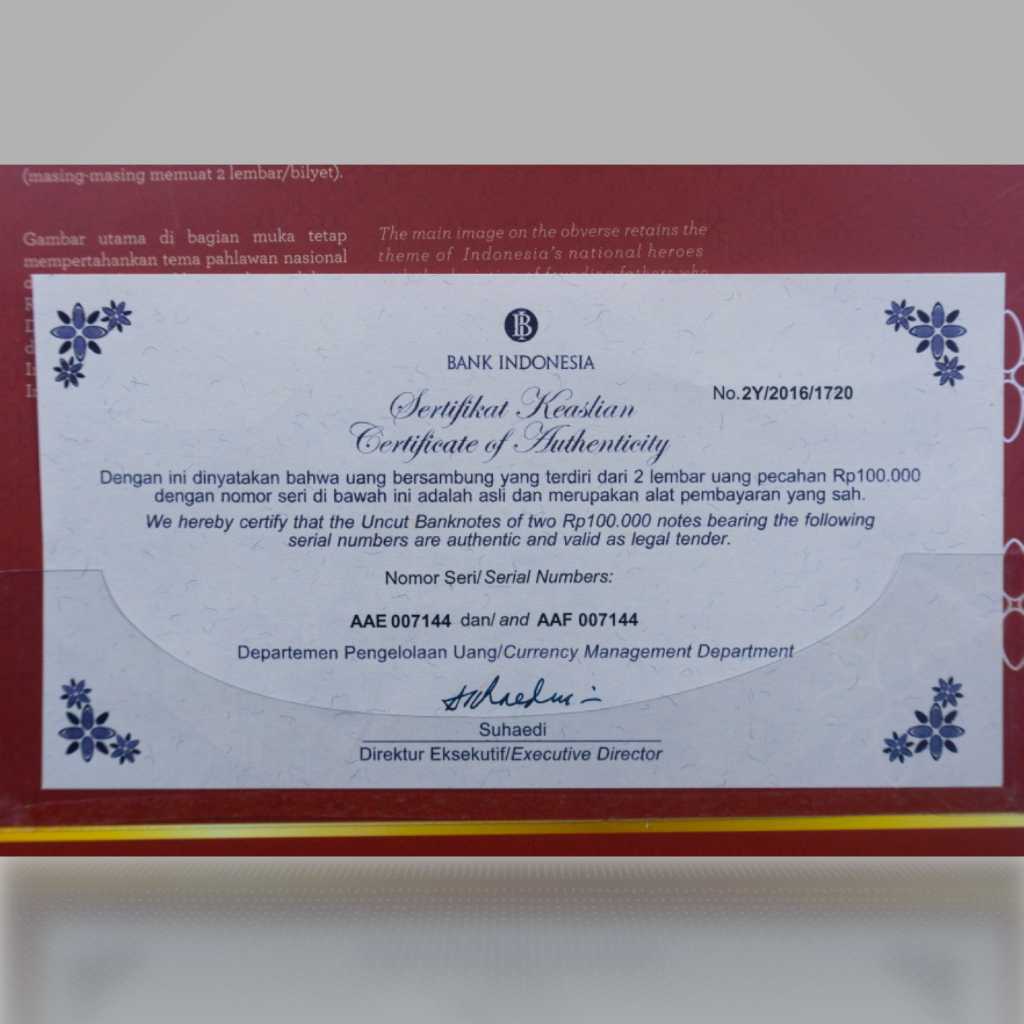 (masing-masing memuat 2 lembar/bilyet).
Gambar utama di bagian muka tetap
mempertahankan tema pahlawan nasional
The main image on the obverse retains the
theme of Indonesia's national heroes
BANK INDONESIA
No.2Y/2016/1720
Sertifikat Keaslian
Certificate of Authenticity
Dengan ini dinyatakan bahwa uang bersambung yang terdiri dari 2 lembar uang pecahan Rp100.000
dengan nomor seri di bawah ini adalah asli dan merupakan alat pembayaran yang sah.
We hereby certify that the Uncut Banknotes of two Rp100.000 notes bearing the following
serial numbers are authentic and valid as legal tender.
Nomor Seri/Serial Numbers:
AAE 007144 dan/ and AAF 007144
Departemen Pengelolaan Uang/Currency Management Department
Suhaedi
Direktur Eksekutif/Executive Director